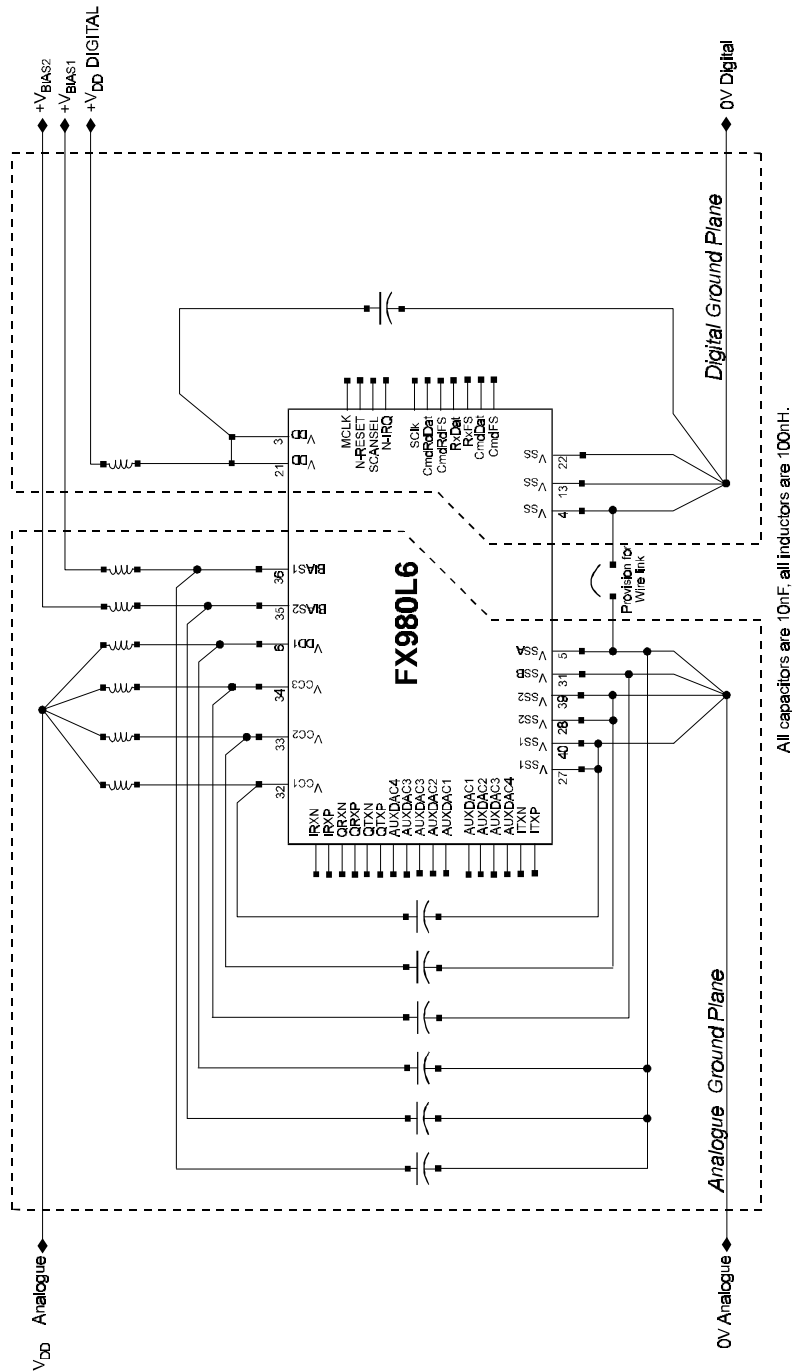 +V BIAS2
+V BIAS1
+V DD DIGITAL
0V Digital
Digital Ground Plane
21
3
VDD
VDD
MCLK
N-RESET
SCANSEL
N-IRQ
SClk
CmdRdDat
CmdRdFS
RxDat
RxFS
CmdDat
CmdFS
VSS
VSS
VSS
4
13
22
Provision for
Wire link
FX980L6
32
33
34
6
35
36
VCC1
VCC2
VCC3
VDD1
BIAS2
BIAS1
VSS1
VSS1
VSS2
VSS2
VSSB
VSSA
27
40
28
39
31
5
IRXN
IRXP
QRXN
QRXP
QTXN
QTXP
AUXDAC4
AUXDAC3
AUXDAC3
AUXDAC2
AUXDAC1
AUXDAC1
AUXDAC2
AUXDAC3
AUXDAC4
ITXN
ITXP
Analogue Ground Plane
VDD Analogue
0V Analogue
All capacitors are 10nF, all inductors are 100nH.